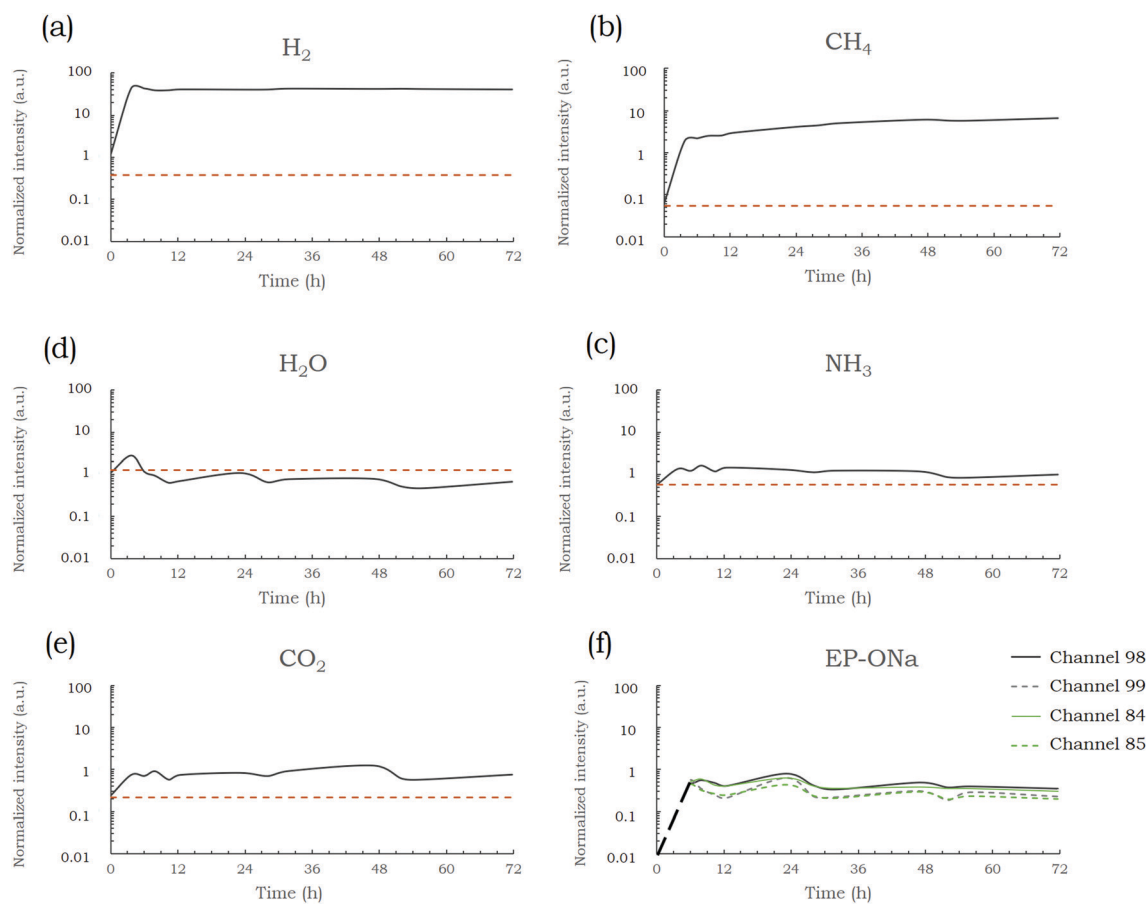 (a)
H₂
Normalized intensity (a.u.)
100
10
1
0.1
0.01
0 12 24 36 48 60 72
Time (h)
(b)
CH₄
Normalized intensity (a.u.)
100
10
1
0.1
0.01
0 12 24 36 48 60 72
Time (h)
(d)
H₂O
Normalized intensity (a.u.)
100
10
1
0.1
0.01
0 12 24 36 48 60 72
Time (h)
(c)
NH₃
Normalized intensity (a.u.)
100
10
1
0.1
0.01
0 12 24 36 48 60 72
Time (h)
(e)
CO₂
Normalized intensity (a.u.)
100
10
1
0.1
0.01
0 12 24 36 48 60 72
Time (h)
(f)
EP-ONa
Normalized intensity (a.u.)
100
10
1
0.1
0.01
0 12 24 36 48 60 72
Time (h)
Channel 98
Channel 99
Channel 84
Channel 85